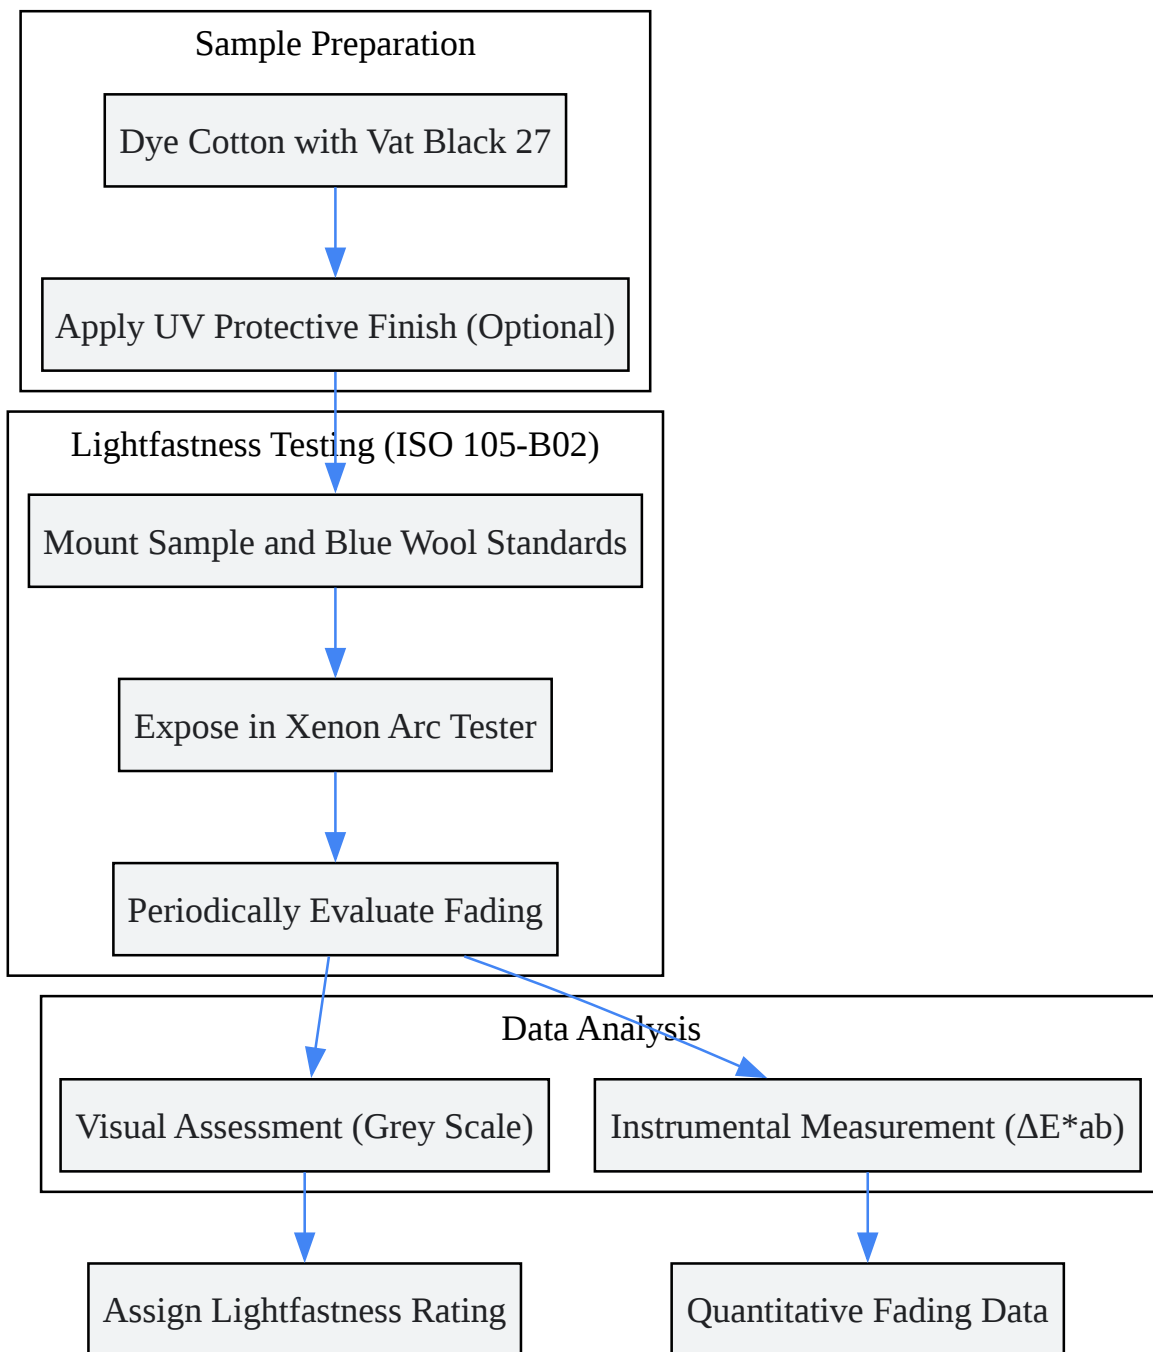 Sample Preparation
Dye Cotton with Vat Black 27
Apply UV Protective Finish (Optional)
Lightfastness Testing (ISO 105-B02)
Mount Sample and Blue Wool Standards
Expose in Xenon Arc Tester
Periodically Evaluate Fading
Data Analysis
Visual Assessment (Grey Scale)
Instrumental Measurement (ΔE*ab)
Assign Lightfastness Rating
Quantitative Fading Data